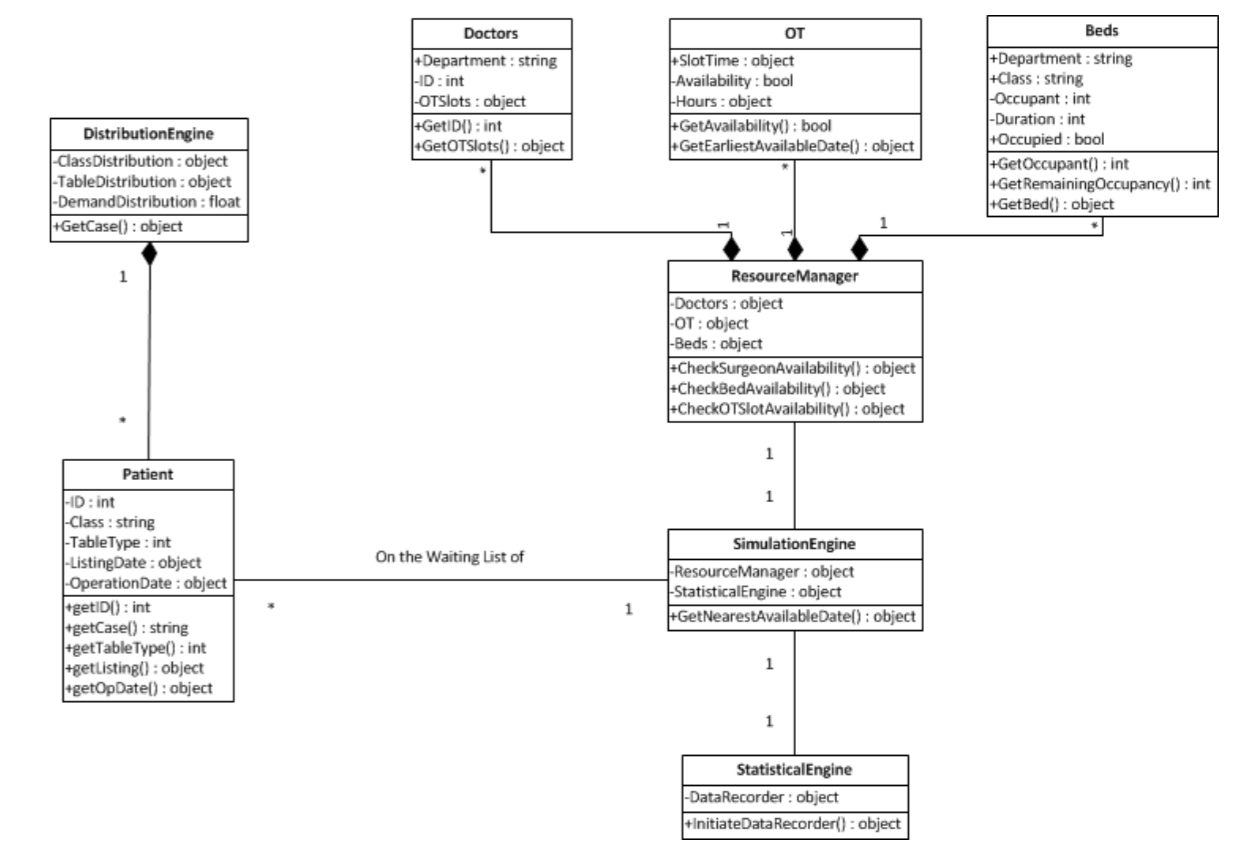 Doctors
+Department : string
-ID : int
-OTSlots : object
+GetID() : int
+GetOTSlots() : object
*
OT
+SlotTime : object
-Availability : bool
-Hours : object
+GetAvailability() : bool
+GetEarliestAvailableDate() : object
*
Beds
+Department : string
+Class : string
-Occupant : int
-Duration : int
+Occupied : bool
+GetOccupant() : int
+GetRemainingOccupancy() : int
+GetBed() : object
*
DistributionEngine
-ClassDistribution : object
-TableDistribution : object
-DemandDistribution : float
+GetCase() : object
1
*
1
1
1
ResourceManager
-Doctors : object
-OT : object
-Beds : object
+CheckSurgeonAvailability() : object
+CheckBedAvailability() : object
+CheckOTSlotAvailability() : object
1
1
Patient
-ID : int
-Class : string
-TableType : int
-ListingDate : object
-OperationDate : object
+getID() : int
+getCase() : string
+getTableType() : int
+getListing() : object
+getOpDate() : object
On the Waiting List of
*
1
SimulationEngine
-ResourceManager : object
-StatisticalEngine : object
+GetNearestAvailableDate() : object
1
1
StatisticalEngine
-DataRecorder : object
+InitiateDataRecorder() : object